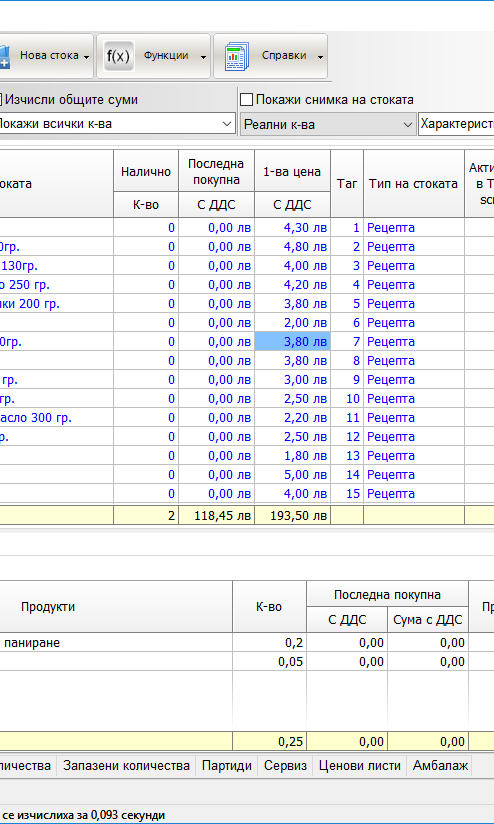 Нова стока f(x) Функции Справки
Изчисли общите суми Покажи снимка на стоката
Покажи всички к-ва Реални к-ва Характерист
оката Налично Последна покупна 1-ва цена Таг Тип на стоката Акти в Т scr
К-во С ДДС С ДДС
0 0,00 лв 4,30 лв 1 Рецепта
0гр. 0 0,00 лв 4,80 лв 2 Рецепта
130гр. 0 0,00 лв 4,00 лв 3 Рецепта
о 250 гр. 0 0,00 лв 4,20 лв 4 Рецепта
ки 200 гр. 0 0,00 лв 3,80 лв 5 Рецепта
0 0,00 лв 2,00 лв 6 Рецепта
0гр. 0 0,00 лв 3,80 лв 7 Рецепта
0 0,00 лв 3,80 лв 8 Рецепта
гр. 0 0,00 лв 3,00 лв 9 Рецепта
гр. 0 0,00 лв 2,50 лв 10 Рецепта
асло 300 гр. 0 0,00 лв 2,20 лв 11 Рецепта
р. 0 0,00 лв 2,50 лв 12 Рецепта
0 0,00 лв 1,80 лв 13 Рецепта
0 0,00 лв 5,00 лв 14 Рецепта
0 0,00 лв 4,00 лв 15 Рецепта
2 118,45 лв 193,50 лв
Продукти К-во Последна покупна Пр
С ДДС Сума с ДДС
паниране 0,2 0,00 0,00
0,05 0,00 0,00
0,25 0,00 0,00
личества Запазени количества Партиди Сервиз Ценови листи Амбалаж
се изчислиха за 0,093 секунди